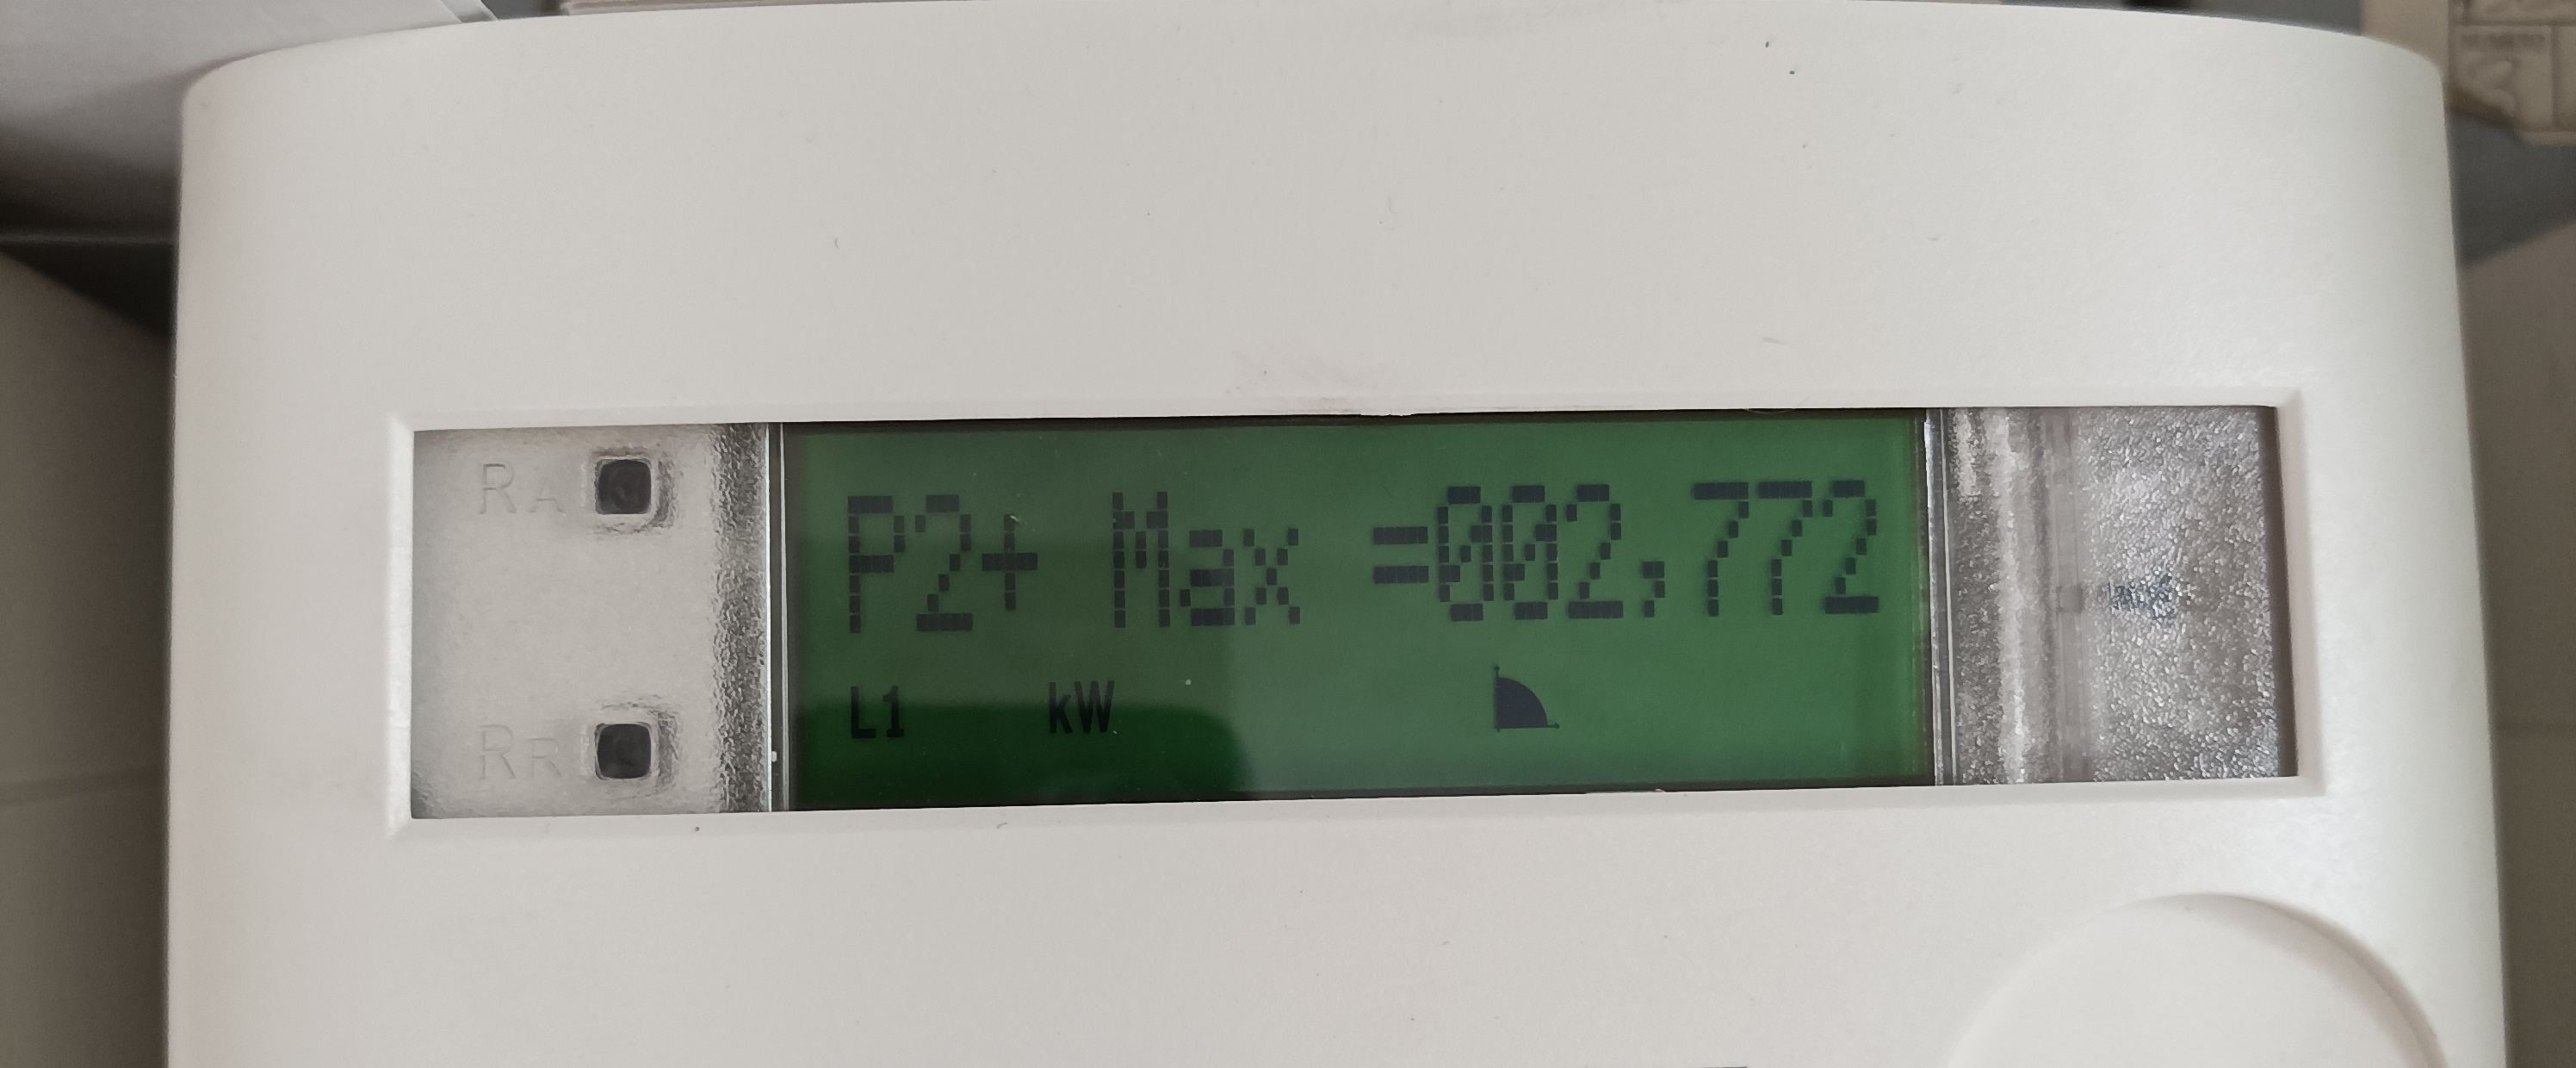 RA
P2+ Max =002,772
L1 kW
RR